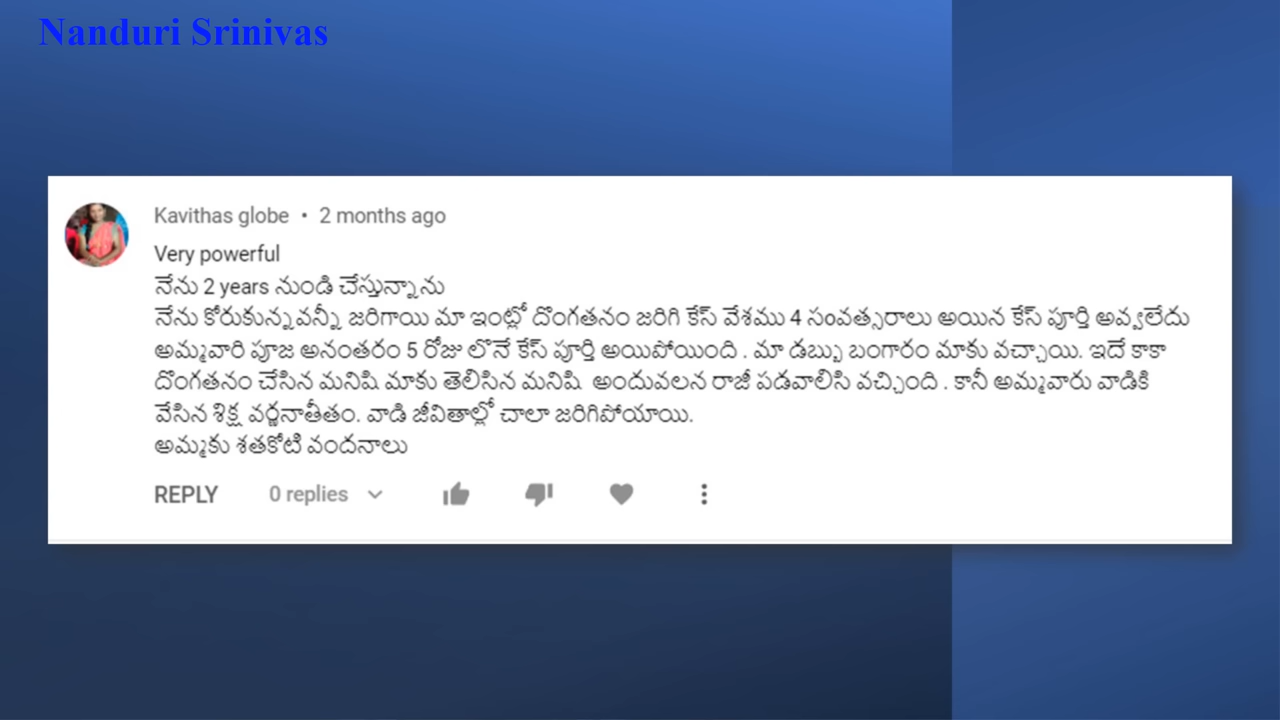 Nanduri Srinivas
Kavithas globe • 2 months ago
Very powerful
నేను 2 years నుండి చేస్తున్నాను
నేను కోరుకున్నవన్నీ జరిగాయి మా ఇంట్లో దొంగతనం జరిగి కేస్ వేశము 4 సంవత్సరాలు అయిన కేస్ పూర్తి అవ్వలేదు
అమ్మవారి పూజ అనంతరం 5 రోజు లొనే కేస్ పూర్తి అయిపోయింది . మా డబ్బు బంగారం మాకు వచ్చాయి. ఇదే కాకా
దొంగతనం చేసిన మనిషి మాకు తెలిసిన మనిషి అందువలన రాజీ పడవాలిసి వచ్చింది . కానీ అమ్మవారు వాడికి
వేసిన శిక్ష వర్ణనాతీతం. వాడి జీవితాల్లో చాలా జరిగిపోయాయి.
అమ్మకు శతకోటి వందనాలు
REPLY 0 replies